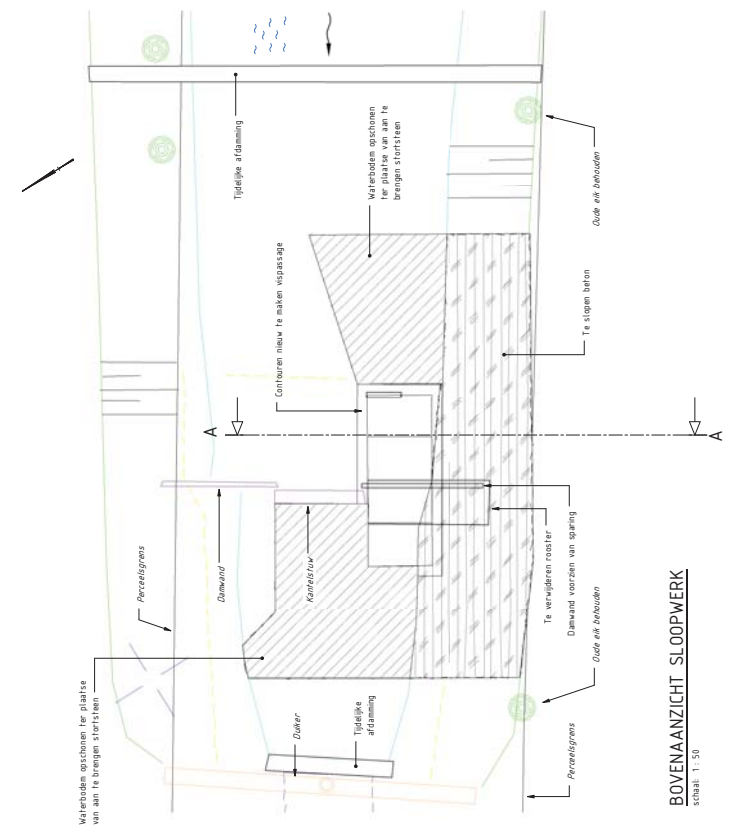 Tijdelijke afdamming
Waterbodem opschonen
ter plaatse van aan te
brengen stortsteen
Oude eik behouden
Contouren nieuw te maken vispassage
Te slopen beton
A
A
Perceelsgrens
Damwand
Kantelstuw
Te verwijderen rooster
Damwand voorzien van sparing
Oude eik behouden
Waterbodem opschonen ter plaatse
van aan te brengen stortsteen
Duiker
Tijdelijke
afdamming
Perceelsgrens
BOVENAANZICHT SLOOPWERK
schaal: 1 : 50